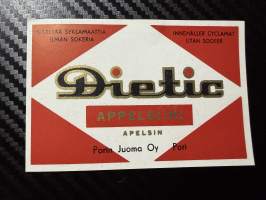 SISÄLTÄÄ SYKLAMAATTIA
ILMAN SOKERIA
INNEHÅLLER CYCLAMAT
UTAN SOCKER
Dietic
APPELSIINI
APELSIN
Porin Juoma Oy Pori